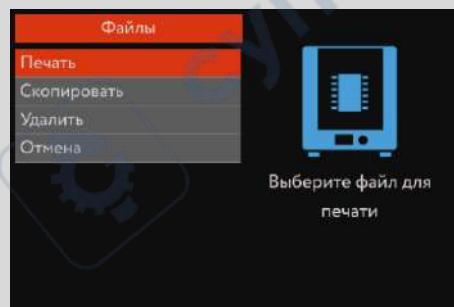 Файлы
Печать
Скопировать
Удалить
Отмена
Выберите файл для
печати